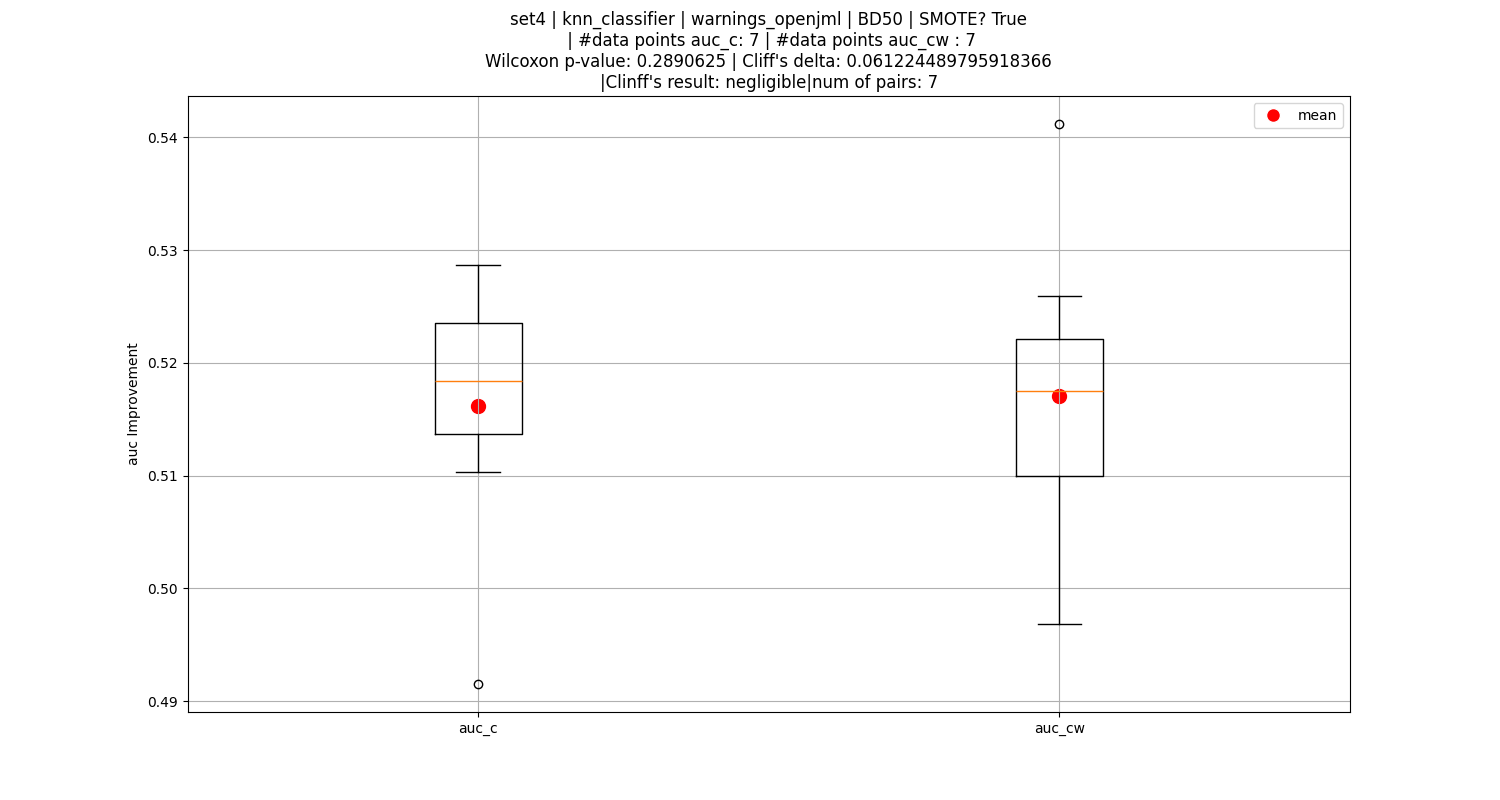 set4 | knn_classifier | warnings_openjml | BD50 | SMOTE? True
| #data points auc_c: 7 | #data points auc_cw : 7
Wilcoxon p-value: 0.2890625 | Cliff's delta: 0.061224489795918366
|Clinff's result: negligible|num of pairs: 7
mean
0.54
0.53
0.52
0.51
0.50
0.49
auc Improvement
auc_c
auc_cw